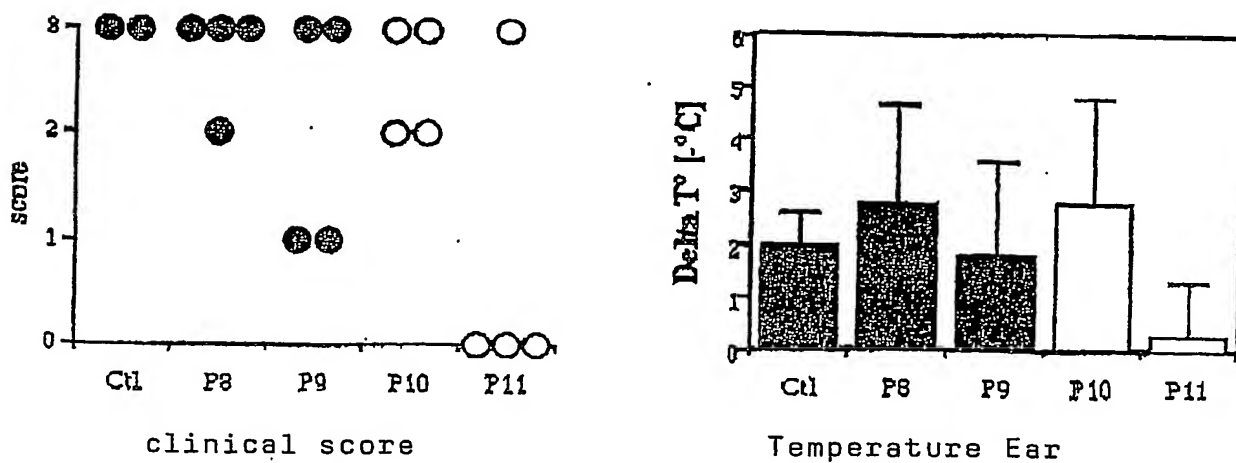 3
2
1
0
score
Ctl P8 P9 P10 P11
clinical score
6
5
4
3
2
1
0
Delta T° [-°C]
Ctl P8 P9 P10 P11
Temperature Ear